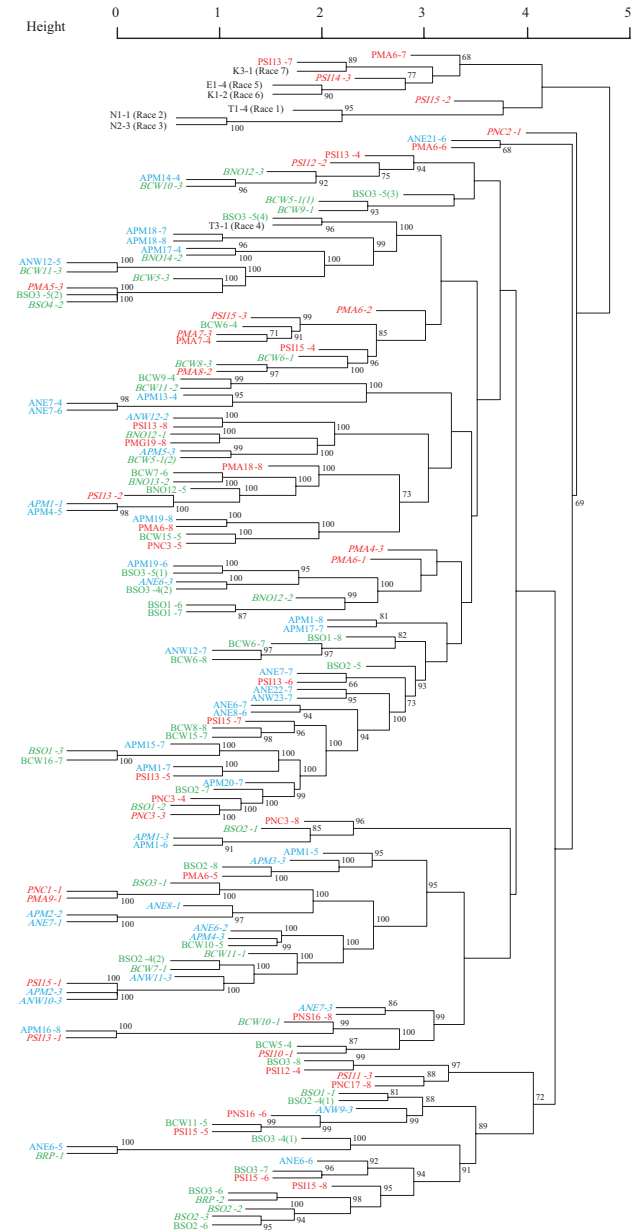 Height
0 1 2 3 4 5
PMA6-7
68
PSI13 -7
89
K3-1 (Race 7)
PSI14 -3
77
E1-4 (Race 5)
K1-2 (Race 6)
90
PSI15 -2
T1-4 (Race 1)
95
N1-1 (Race 2)
N2-3 (Race 3)
100
PNC2 -1
ANE21-6
PMA6-6
68
PSI13 -4
PSI12 -2
94
BNO12 -3
75
APM14-4
92
BCW10 -3
96
BSO3 -5(3)
BCW5-1(1)
BCW9-1
93
BSO3 -5(4)
100
T3-1 (Race 4)
96
APM18-7
APM18 -8
100
99
APM17-4
96
BNO14 -2
100
100
ANW12-5
100
BCW11 -3
BCW5 -3
100
100
PMA5-3
100
BSO3 -5(2)
BSO4 -2
100
PMA6-2
PSI15 -3
99
BCW6 -4
PMA7-3
71
91
PMA7-4
85
PSI15 -4
96
BCW6 -1
100
BCW8 -3
PMA8-2
97
BCW9 -4
99
BCW11 -2
100
APM13-4
95
ANE7 -4
98
ANE7 -6
ANW12-2
100
PSI13 -8
100
BNO12 -1
100
PMG19 -8
100
APM5-3
99
BCW5-1(2)
100
PMA18-8
100
BCW7-6
100
BNO13 -2
100
BNO12 -5
100
PSI13 -2
APM1-1
100
APM4-5
98
73
APM19 -8
100
PMA6-8
100
BCW15 -5
PNC3 -5
100
69
PMA4-3
PMA6-1
100
100
APM19 -6
100
95
BSO3 -5(1)
ANE6-3
100
100
BSO3 -4(2)
BNO12 -2
99
BSO1 -6
BSO1 -7
87
100
APM1 -8
81
APM17-7
BSO1 -8
82
BCW6 -7
ANW12-7
97
97
BCW6 -8
93
BSO2 -5
ANE7-7
100
PSI13 -6
66
73
ANE22 -7
ANW23-7
95
100
ANE6-7
ANE8-6
94
95
PSI15 -7
BCW8-8
96
BCW15 -7
98
100
BSO1 -3
APM15-7
100
BCW16 -7
100
100
APM1-7
100
PSI13 -5
100
APM20 -7
BSO2 -7
99
PNC3 -4
100
BSO1 -2
100
PNC3 -3
100
PNC3 -8
96
BSO2 -1
85
APM1-3
APM1-6
91
APM1-5
95
APM3-3
100
BSO2 -8
PMA6-5
100
95
BSO3 -1
PNC1 -1
100
100
PMA9-1
100
APM2-2
100
ANE8-1
ANE7-1
97
100
ANE6-2
100
APM4-3
BCW10 -5
99
100
BCW11 -1
100
BSO2 -4(2)
100
BCW7-1
100
ANW11-3
100
PSI15 -1
100
APM2-3
100
ANW10-3
100
ANE7-3
86
PNS16 -8
99
BCW10 -1
99
APM16 -8
100
PSI13 -1
100
BCW5 -4
87
PSI10 -1
100
BSO3 -8
99
PSI12 -4
97
PSI11 -3
88
PNC17 -8
100
72
BSO1 -1
81
BSO2 -4(1)
88
ANW9-3
99
PNS16 -6
BCW11 -5
99
99
PSI15 -5
89
BSO3 -4(1)
100
ANE6-5
100
BRP -1
91
ANE6-6
92
BSO3 -7
96
PSI15 -6
100
94
PSI15 -8
95
BSO3 -6
BRP -2
98
BSO2 -2
100
BSO2 -3
94
BSO2 -6
95